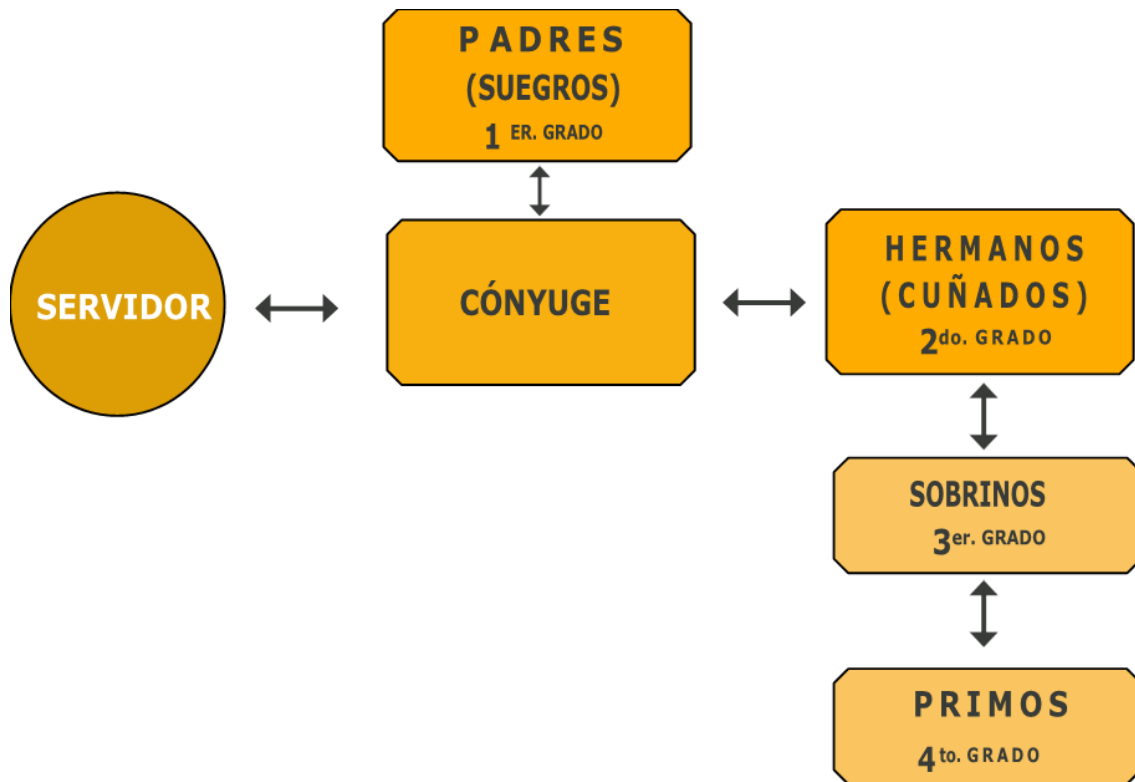 PADRES
(SUEGROS)
1 ER. GRADO
SERVIDOR
CÓNYUGE
HERMANOS
(CUÑADOS)
2do. GRADO
SOBRINOS
3er. GRADO
PRIMOS
4to. GRADO